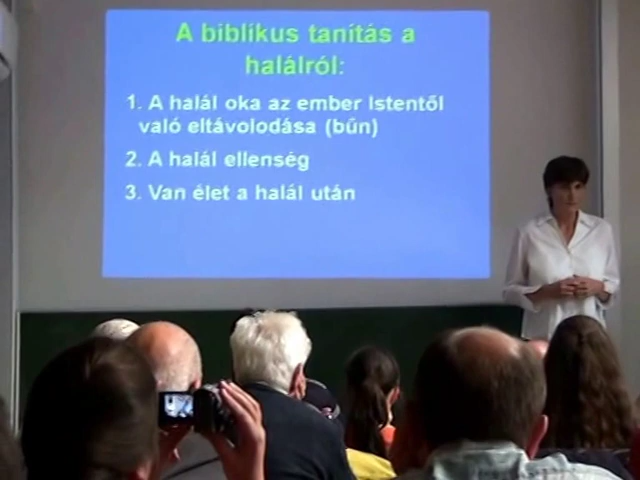 A biblikus tanítás a
halálról:
1. A halál oka az ember Istentől
való eltávolodása (bűn)
2. A halál ellenség
3. Van élet a halál után